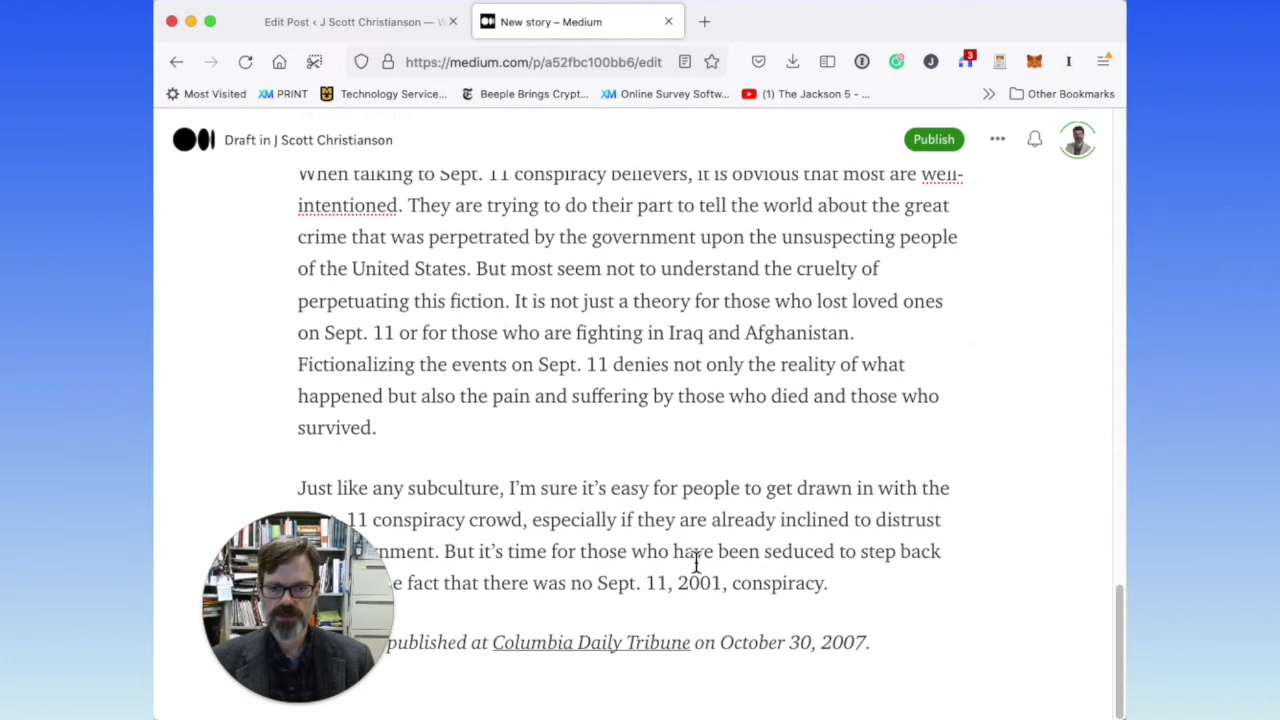 Edit Post ‹ J Scott Christianson — W
New story – Medium
https://medium.com/p/a52fbc100bb6/edit
3
J
I
Most Visited
XM PRINT
Technology Service...
Beeple Brings Crypt...
XM Online Survey Softw...
(1) The Jackson 5 - ...
Other Bookmarks
Draft in J Scott Christianson
Publish
When talking to Sept. 11 conspiracy believers, it is obvious that most are well-
intentioned. They are trying to do their part to tell the world about the great
crime that was perpetrated by the government upon the unsuspecting people
of the United States. But most seem not to understand the cruelty of
perpetuating this fiction. It is not just a theory for those who lost loved ones
on Sept. 11 or for those who are fighting in Iraq and Afghanistan.
Fictionalizing the events on Sept. 11 denies not only the reality of what
happened but also the pain and suffering by those who died and those who
survived.
Just like any subculture, I’m sure it’s easy for people to get drawn in with the
11 conspiracy crowd, especially if they are already inclined to distrust
nment. But it’s time for those who have been seduced to step back
e fact that there was no Sept. 11, 2001, conspiracy.
published at Columbia Daily Tribune on October 30, 2007.